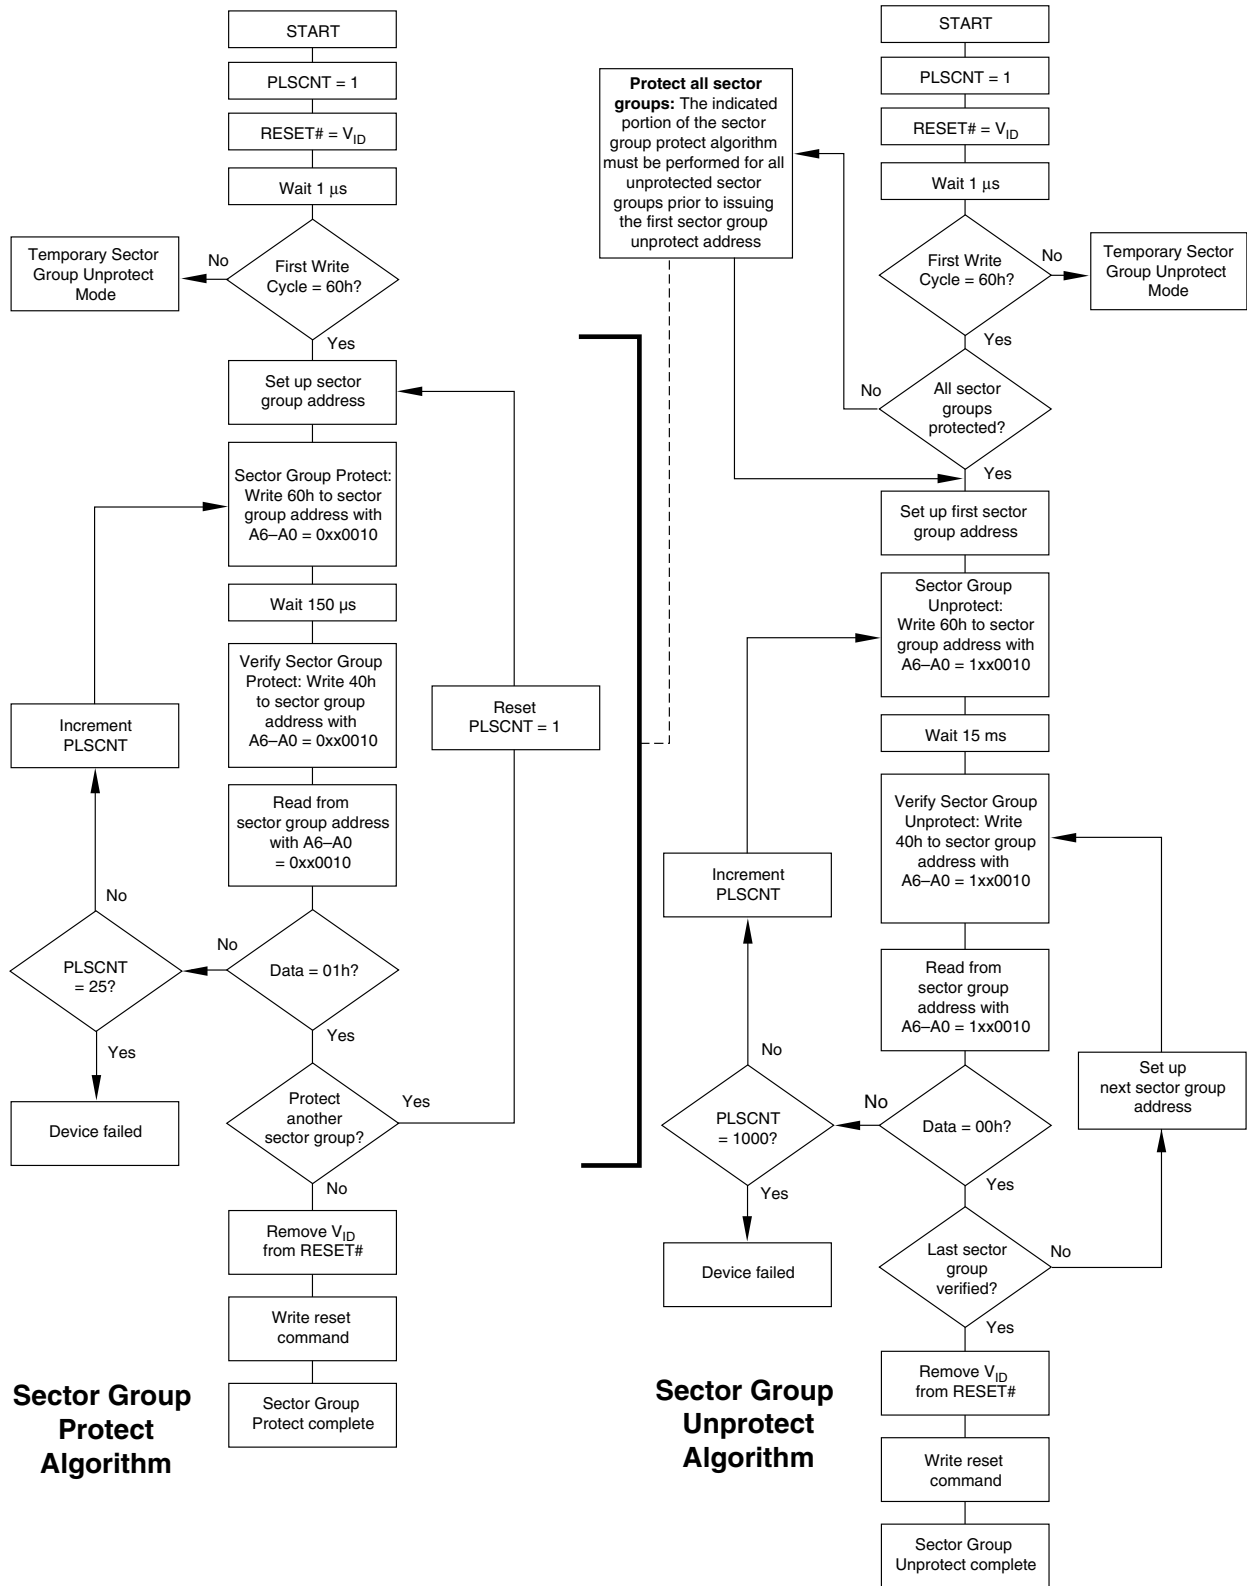 START
PLSCNT = 1
RESET# = VID
Wait 1 μs
First Write
Cycle = 60h?
No
Temporary Sector
Group Unprotect
Mode
Yes
Set up sector
group address
Sector Group Protect:
Write 60h to sector
group address with
A6–A0 = 0xx0010
Wait 150 µs
Verify Sector Group
Protect: Write 40h
to sector group
address with
A6–A0 = 0xx0010
Read from
sector group address
with A6–A0
= 0xx0010
Data = 01h?
No
PLSCNT
= 25?
No
Increment
PLSCNT
Yes
Device failed
Yes
Protect
another
sector group?
Yes
Reset
PLSCNT = 1
No
Remove VID
from RESET#
Write reset
command
Sector Group
Protect complete
Sector Group
Protect
Algorithm
Protect all sector
groups: The indicated
portion of the sector
group protect algorithm
must be performed for all
unprotected sector
groups prior to issuing
the first sector group
unprotect address
START
PLSCNT = 1
RESET# = VID
Wait 1 μs
First Write
Cycle = 60h?
No
Temporary Sector
Group Unprotect
Mode
Yes
All sector
groups
protected?
No
Yes
Set up first sector
group address
Sector Group
Unprotect:
Write 60h to sector
group address with
A6–A0 = 1xx0010
Wait 15 ms
Verify Sector Group
Unprotect: Write
40h to sector group
address with
A6–A0 = 1xx0010
Read from
sector group
address with
A6–A0 = 1xx0010
Data = 00h?
No
PLSCNT
= 1000?
No
Increment
PLSCNT
Yes
Device failed
Yes
Last sector
group
verified?
No
Set up
next sector group
address
Yes
Remove VID
from RESET#
Write reset
command
Sector Group
Unprotect complete
Sector Group
Unprotect
Algorithm